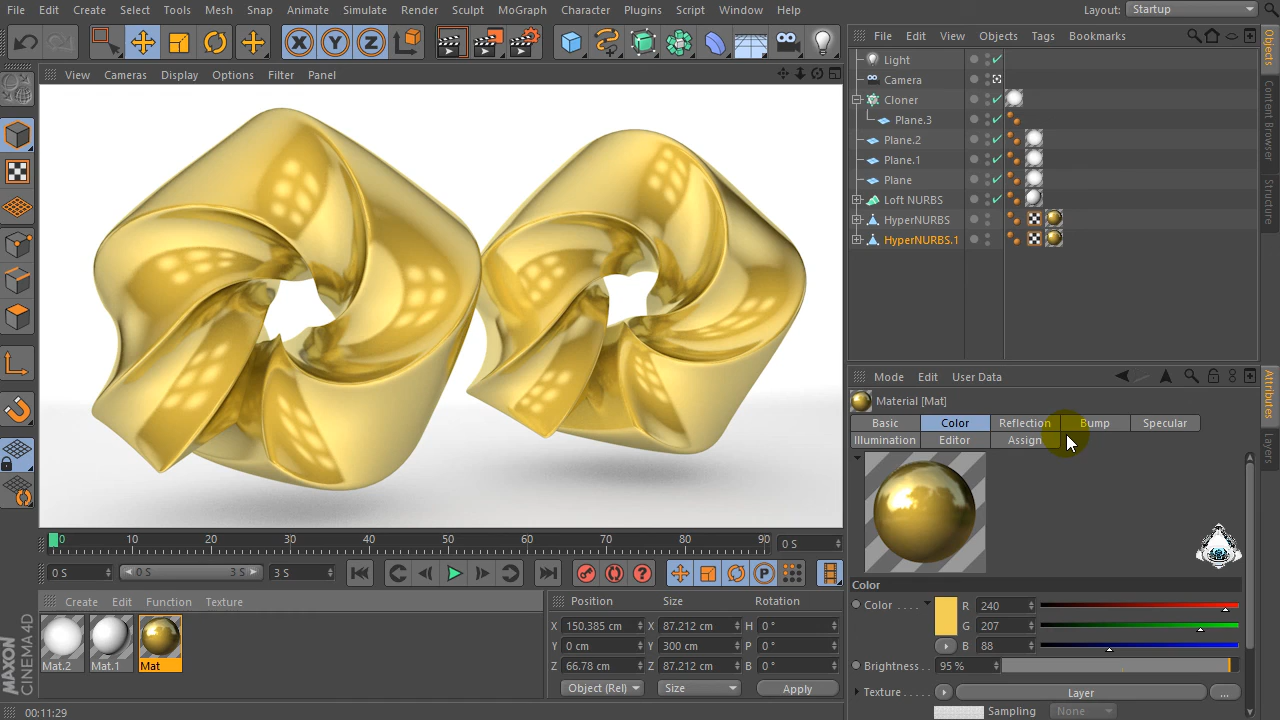 File Edit Create Select Tools Mesh Snap Animate Simulate Render Sculpt MoGraph Character Plugins Script Window Help Layout: Startup
X Y Z
File Edit View Objects Tags Bookmarks
View Cameras Display Options Filter Panel
Light
Camera
Cloner
Plane.3
Plane.2
Plane.1
Plane
Loft NURBS
HyperNURBS
HyperNURBS.1
Objects
Content Browser
Structure
Mode Edit User Data
Material [Mat]
Basic Color Reflection Bump Specular
Illumination Editor Assign
Attributes
Layers
0 10 20 30 40 50 60 70 80 90 0 S
0 S 0 S 3 S 3 S
P
Create Edit Function Texture
Mat.2 Mat.1 Mat
Position Size Rotation
X 150.385 cm X 87.212 cm H 0 °
Y 0 cm Y 300 cm P 0 °
Z 66.78 cm Z 87.212 cm B 0 °
Object (Rel) Size Apply
Color
Color . . . . R 240
G 207
B 88
Brightness . . 95 %
Texture . . . . . Layer ...
Sampling None
MAXON
CINEMA 4D
00:11:29